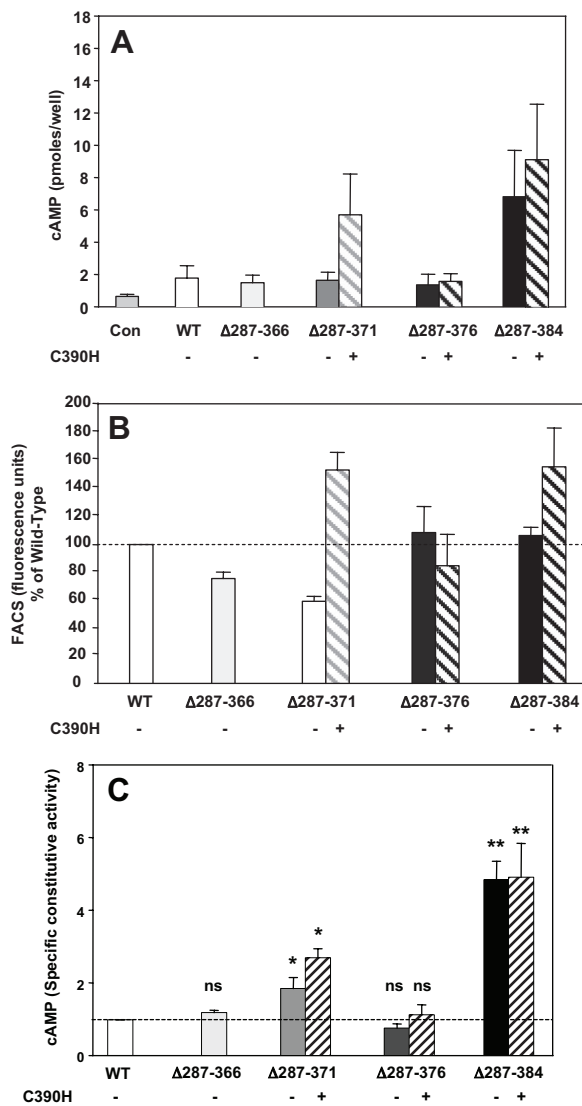 A
cAMP (pmoles/well)
18
16
14
12
10
8
6
4
2
0
Con WT Δ287-366 Δ287-371 Δ287-376 Δ287-384
C390H - - - + - + - +
B
FACS (fluorescence units)
% of Wild-Type
200
180
160
140
120
100
80
60
40
20
0
WT Δ287-366 Δ287-371 Δ287-376 Δ287-384
C390H - - - + - + - +
C
cAMP (Specific constitutive activity)
8
6
4
2
0
ns * * ns ns ** **
WT Δ287-366 Δ287-371 Δ287-376 Δ287-384
C390H - - - + - + - +